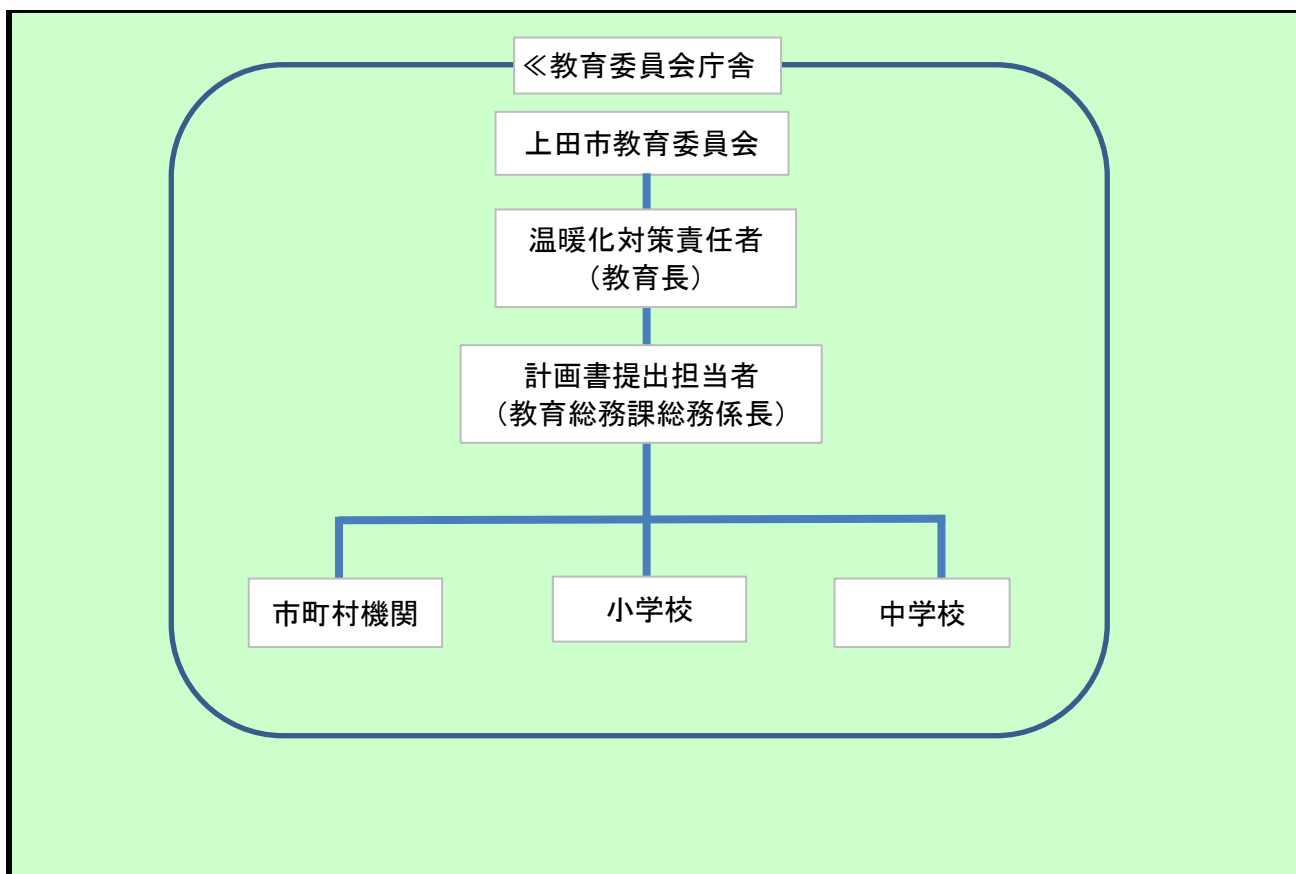 ≪教育委員会庁舎
上田市教育委員会
温暖化対策責任者
（教育長）
計画書提出担当者
（教育総務課総務係長）
市町村機関
小学校
中学校